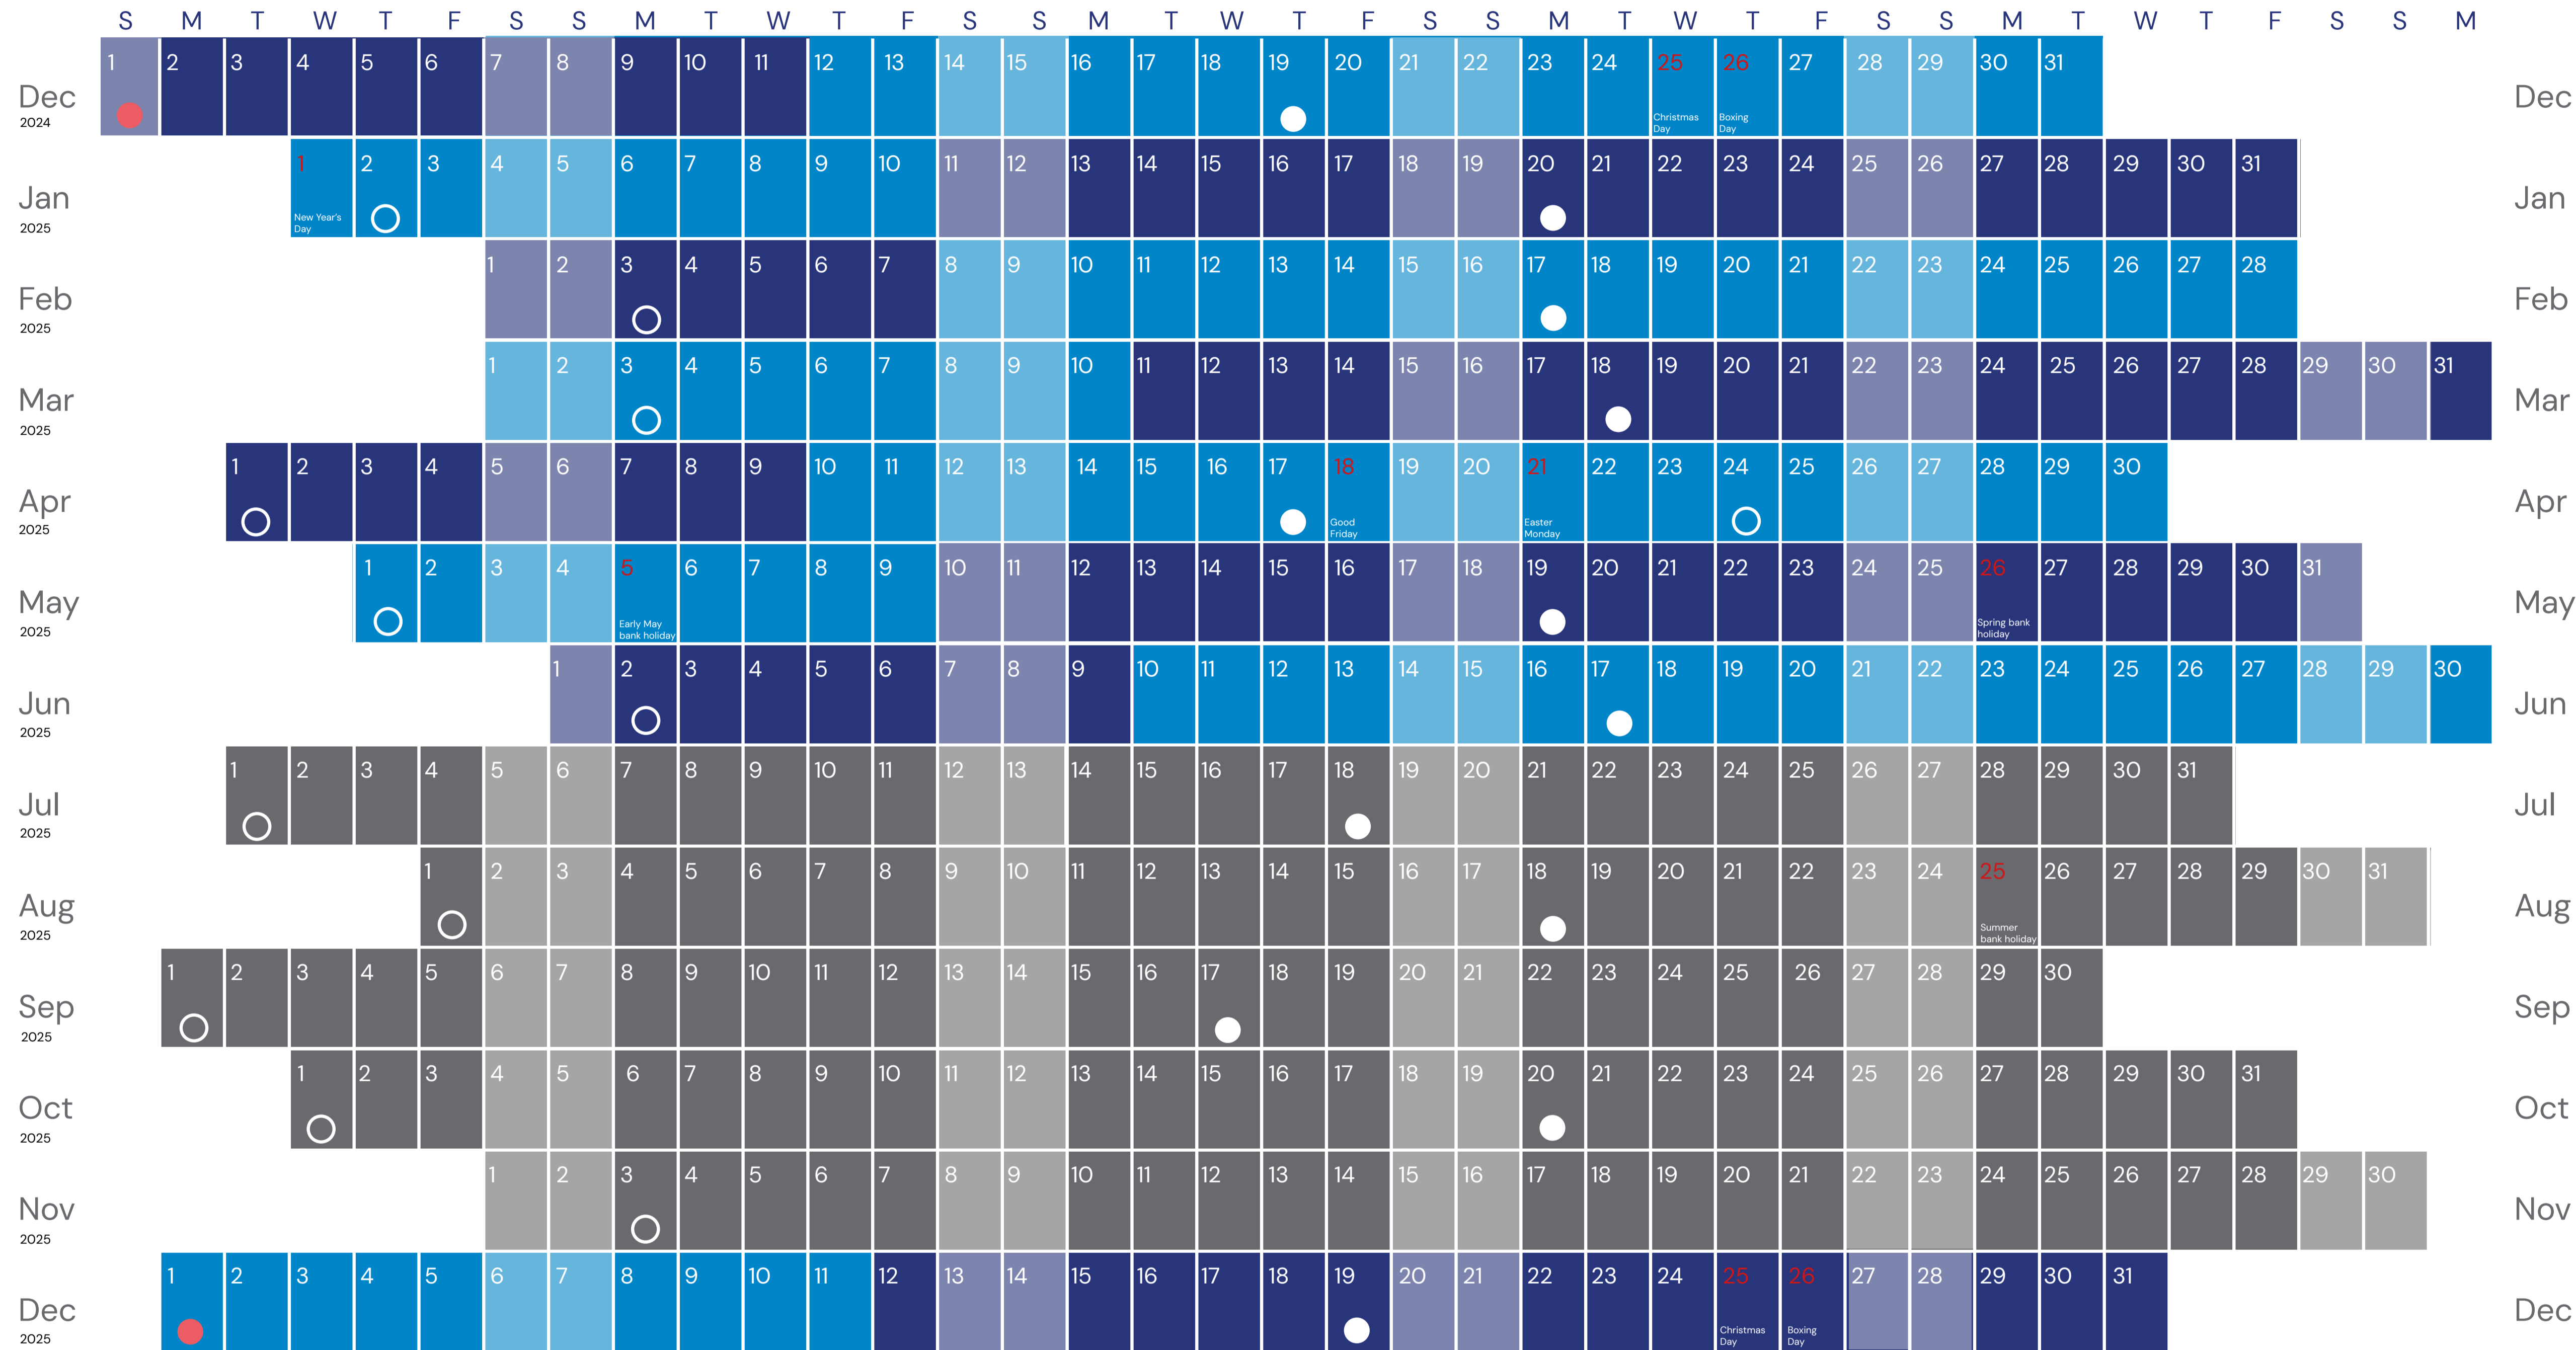 S M T W T F S S M T W T F S S M T W T F S S M T W T F S S M T W T F S S M
1 2 3 4 5 6 7 8 9 10 11 12 13 14 15 16 17 18 19 20 21 22 23 24 25 26 27 28 29 30 31
Dec Dec
2024
Christmas Boxing
Day Day
1 2 3 4 5 6 7 8 9 10 11 12 13 14 15 16 17 18 19 20 21 22 23 24 25 26 27 28 29 30 31
Jan Jan
New Year's
Day
2025
1 2 3 4 5 6 7 8 9 10 11 12 13 14 15 16 17 18 19 20 21 22 23 24 25 26 27 28
Feb Feb
2025
1 2 3 4 5 6 7 8 9 10 11 12 13 14 15 16 17 18 19 20 21 22 23 24 25 26 27 28 29 30 31
Mar Mar
2025
1 2 3 4 5 6 7 8 9 10 11 12 13 14 15 16 17 18 19 20 21 22 23 24 25 26 27 28 29 30
Apr Apr
2025
Good Easter
Friday Monday
1 2 3 4 5 6 7 8 9 10 11 12 13 14 15 16 17 18 19 20 21 22 23 24 25 26 27 28 29 30 31
May May
2025
Early May Spring bank
bank holiday holiday
1 2 3 4 5 6 7 8 9 10 11 12 13 14 15 16 17 18 19 20 21 22 23 24 25 26 27 28 29 30
Jun Jun
2025
1 2 3 4 5 6 7 8 9 10 11 12 13 14 15 16 17 18 19 20 21 22 23 24 25 26 27 28 29 30 31
Jul Jul
2025
1 2 3 4 5 6 7 8 9 10 11 12 13 14 15 16 17 18 19 20 21 22 23 24 25 26 27 28 29 30 31
Aug Aug
2025
Summer
bank holiday
1 2 3 4 5 6 7 8 9 10 11 12 13 14 15 16 17 18 19 20 21 22 23 24 25 26 27 28 29 30
Sep Sep
2025
1 2 3 4 5 6 7 8 9 10 11 12 13 14 15 16 17 18 19 20 21 22 23 24 25 26 27 28 29 30 31
Oct Oct
2025
1 2 3 4 5 6 7 8 9 10 11 12 13 14 15 16 17 18 19 20 21 22 23 24 25 26 27 28 29 30
Nov Nov
2025
1 2 3 4 5 6 7 8 9 10 11 12 13 14 15 16 17 18 19 20 21 22 23 24 25 26 27 28 29 30 31
Dec Dec
2025
Christmas Boxing
Day Day